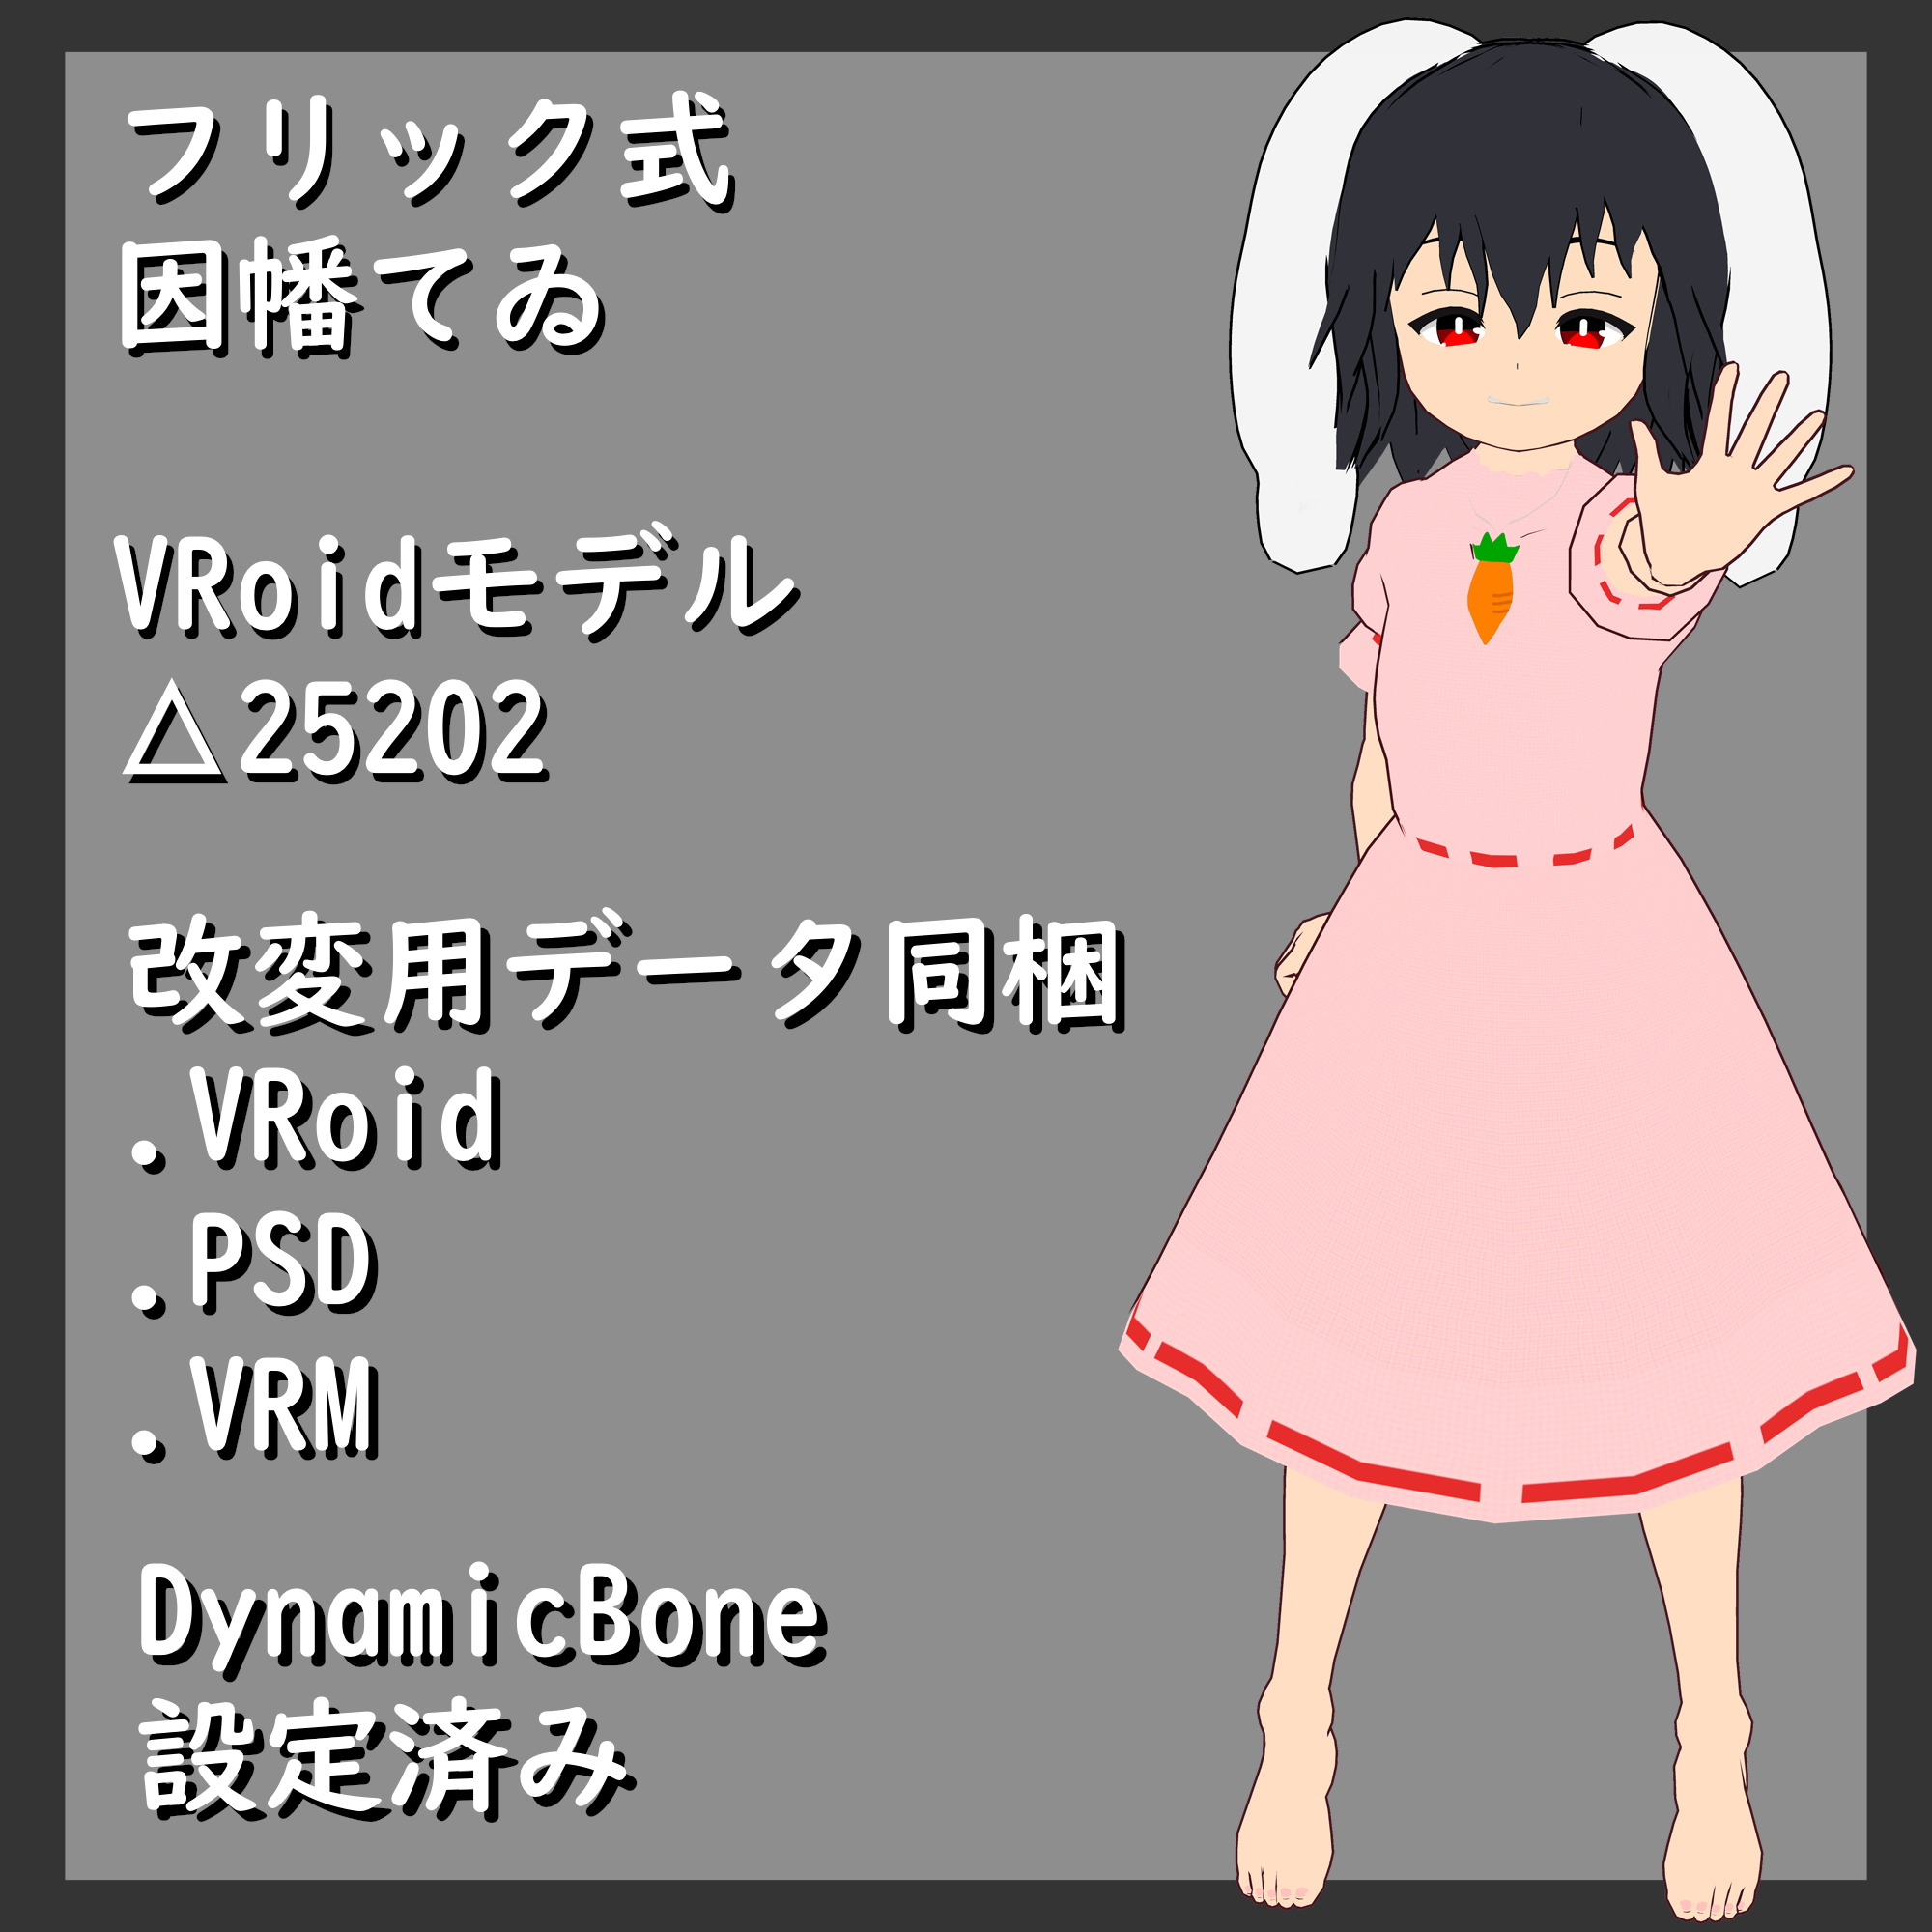 フリック式
因幡てゐ
VRoidモデル
△25202
改変用データ同梱
.VRoid
.PSD
.VRM
DynamicBone
設定済み